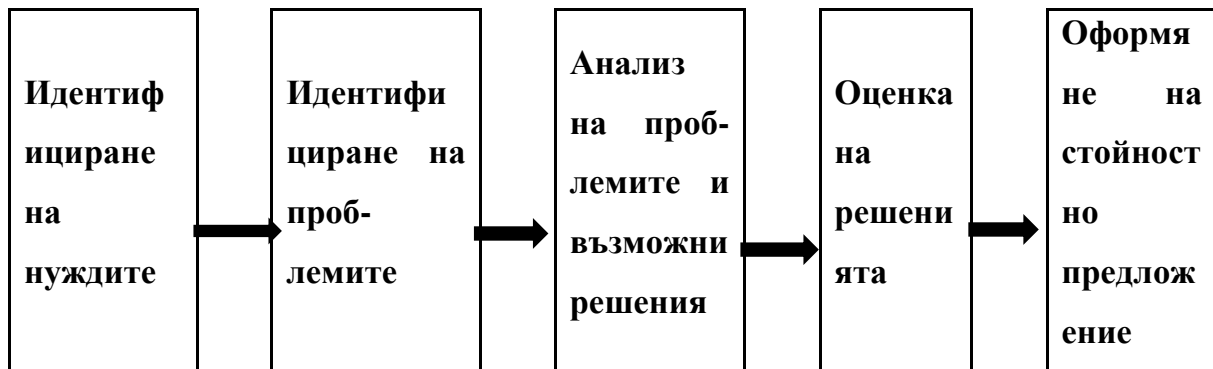 Идентиф
ициране
на
нуждите
Идентифи
циране на
проб-
лемите
Анализ
на проб-
лемите и
възможни
решения
Оценка
на
решени
ята
Оформя
не на
стойност
но
предлож
ение